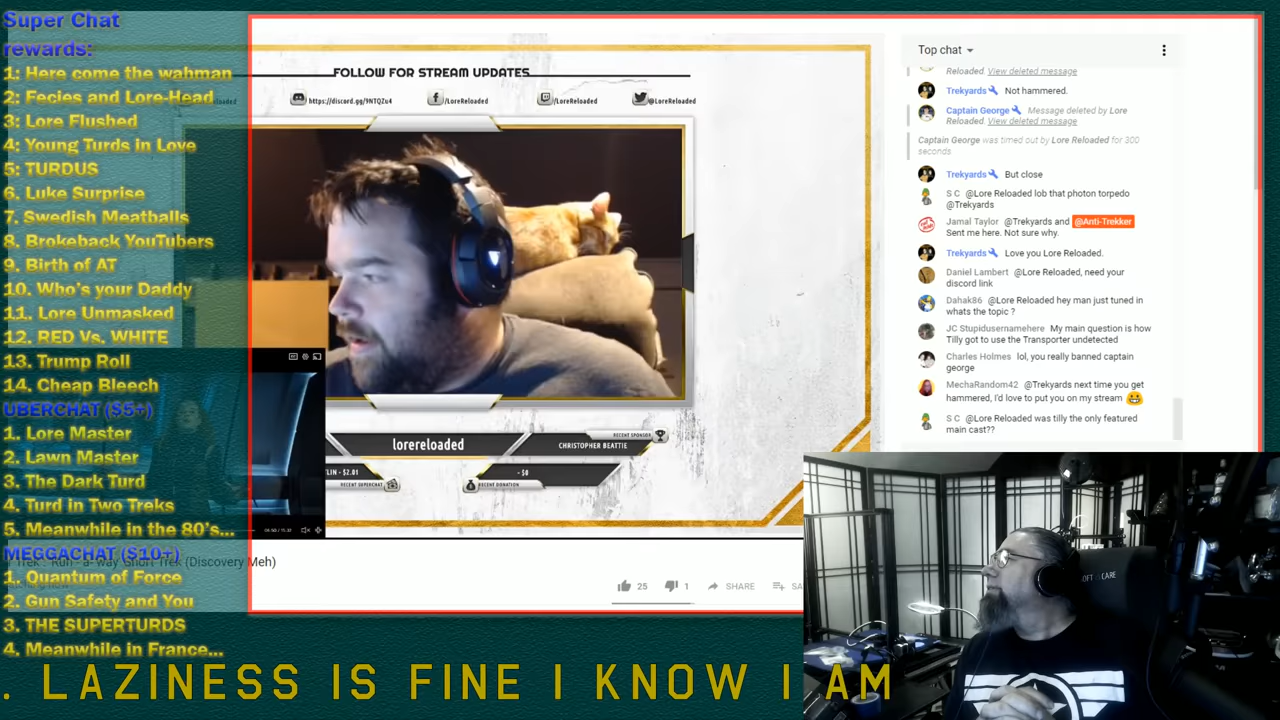 Super Chat
rewards:
1: Here come the wahman
2: Fecies and Lore-Head
3: Lore Flushed
4: Young Turds in Love
5: TURDUS
6. Luke Surprise
7. Swedish Meatballs
8. Brokeback YouTubers
9. Birth of AT
10. Who's your Daddy
11. Lore Unmasked
12. RED Vs. WHITE
13. Trump Roll
14. Cheap Bleech
UBERCHAT ($5+)
1. Lore Master
2. Lawn Master
3. The Dark Turd
4. Turd in Two Treks
5. Meanwhile in the 80's...
MEGGACHAT ($10+)
1. Quantum of Force
2. Gun Safety and You
3. THE SUPERTURDS
4. Meanwhile in France...
FOLLOW FOR STREAM UPDATES
https://discord.gg/9NTQZu4
/LoreReloaded
/LoreReloaded
@LoreReloaded
lorereloaded
RECENT SPONSOR
CHRISTOPHER BEATTIE
LIN - $2.01
RECENT SUPERCHAT
- $0
RECENT DONATION
Trek : Run - a-way Short Trek (Discovery Meh)
25
1
SHARE
SA
Top chat
Reloaded. View deleted message
Trekyards Not hammered.
Captain George Message deleted by Lore
Reloaded. View deleted message
Captain George was timed out by Lore Reloaded for 300
seconds
Trekyards But close
S C @Lore Reloaded lob that photon torpedo
@Trekyards
Jamal Taylor @Trekyards and @Anti-Trekker
Sent me here. Not sure why.
Trekyards Love you Lore Reloaded.
Daniel Lambert @Lore Reloaded, need your
discord link
Dahak86 @Lore Reloaded hey man just tuned in
whats the topic ?
JC Stupidusernamehere My main question is how
Tilly got to use the Transporter undetected
Charles Holmes lol, you really banned captain
george
MechaRandom42 @Trekyards next time you get
hammered, I'd love to put you on my stream
S C @Lore Reloaded was tilly the only featured
main cast??
. LAZINESS IS FINE I KNOW I AM